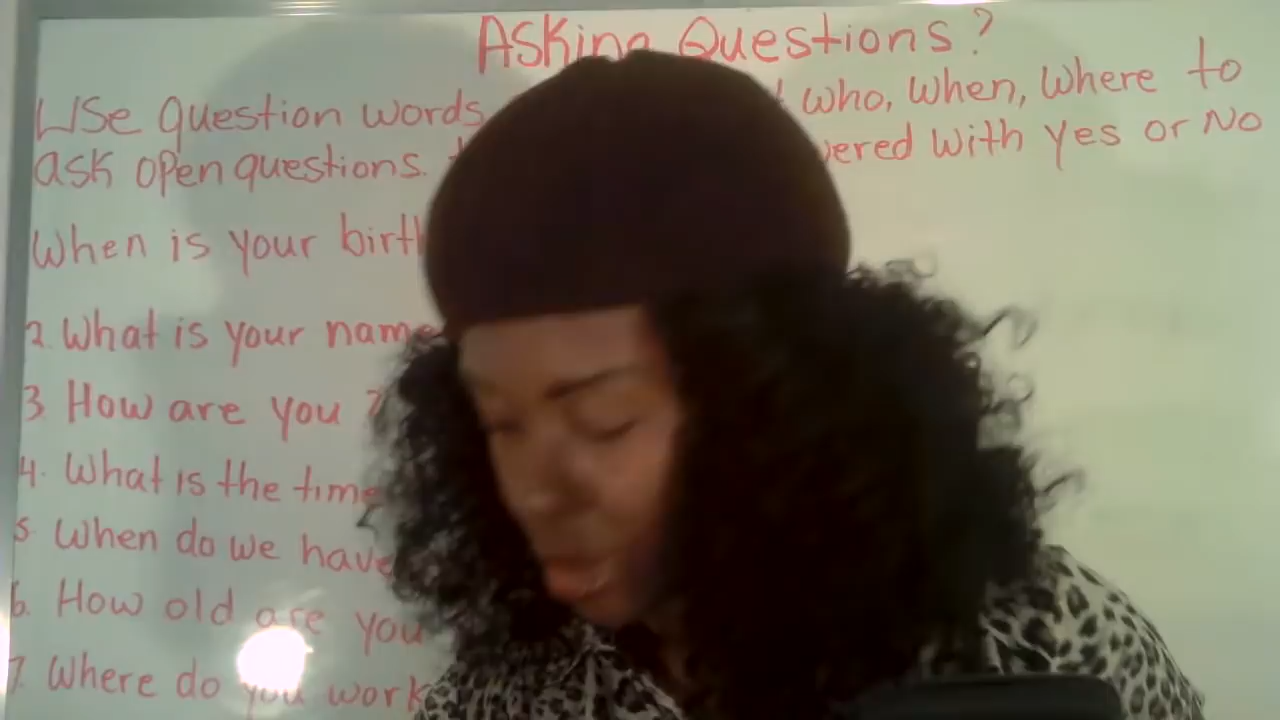 Asking Questions?
Use question words who, when, where to
ask open questions. with yes or No
When is your
2. What is your name
3. How are you ?
4. What is the time
5. When do we have
6. How old are you
7. Where do you work